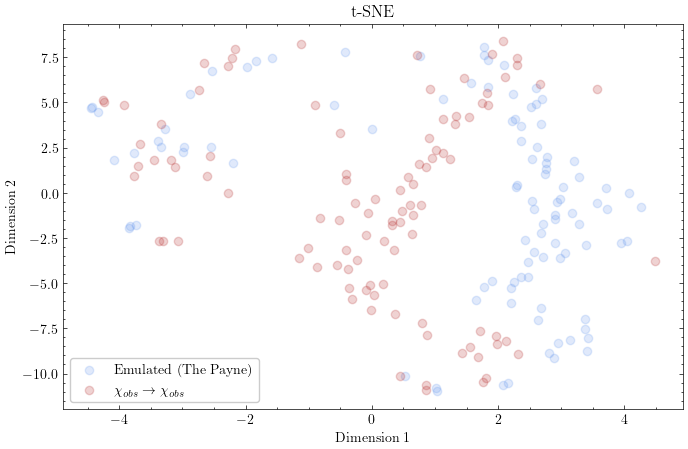 t-SNE
7.5
5.0
2.5
0.0
−2.5
−5.0
−7.5
−10.0
Dimension 2
Emulated (The Payne)
χobs → χobs
−4
−2
0
2
4
Dimension 1